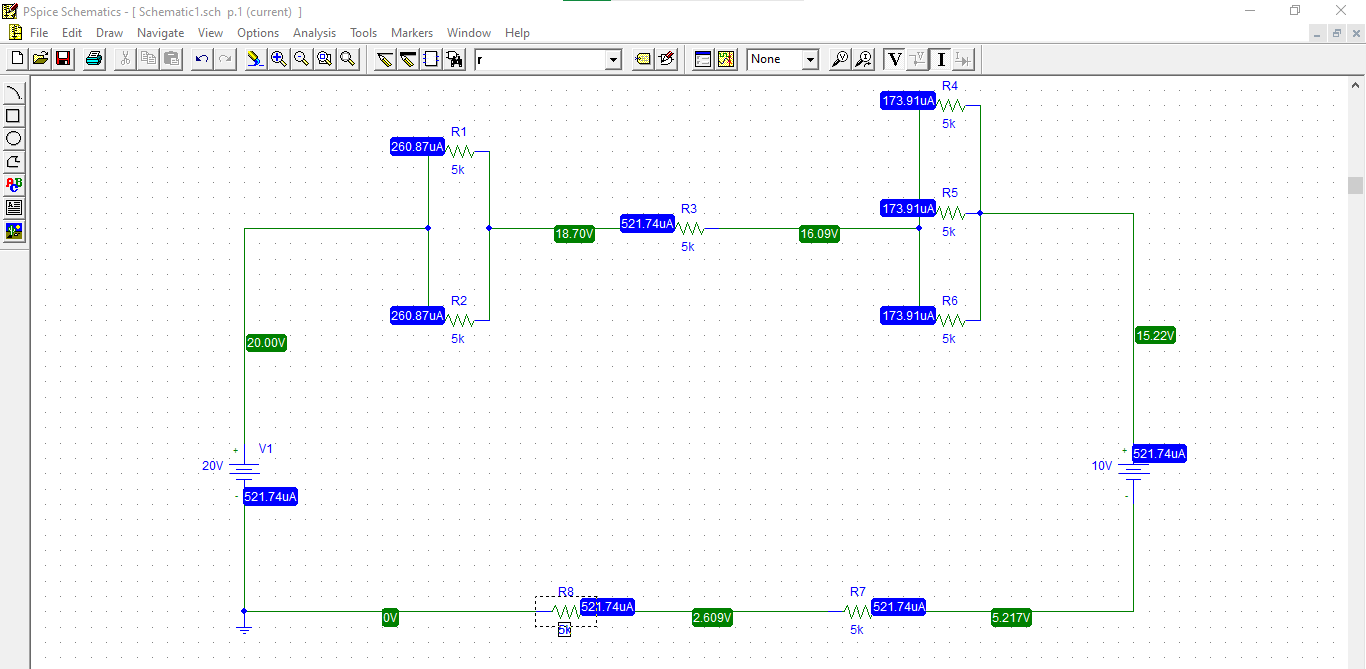 PSpice Schematics - [ Schematic1.sch p.1 (current) ]
File Edit Draw Navigate View Options Analysis Tools Markers Window Help
r None V V I I
ABC
R4
173.91uA
5k
R1
260.87uA
5k
R5
173.91uA
5k
R3
521.74uA
5k
18.70V
16.09V
R2
260.87uA
5k
R6
173.91uA
5k
20.00V
15.22V
+ V1
20V
- 521.74uA
+ 521.74uA
10V
-
R8
521.74uA
5k
R7
521.74uA
5k
0V
2.609V
5.217V